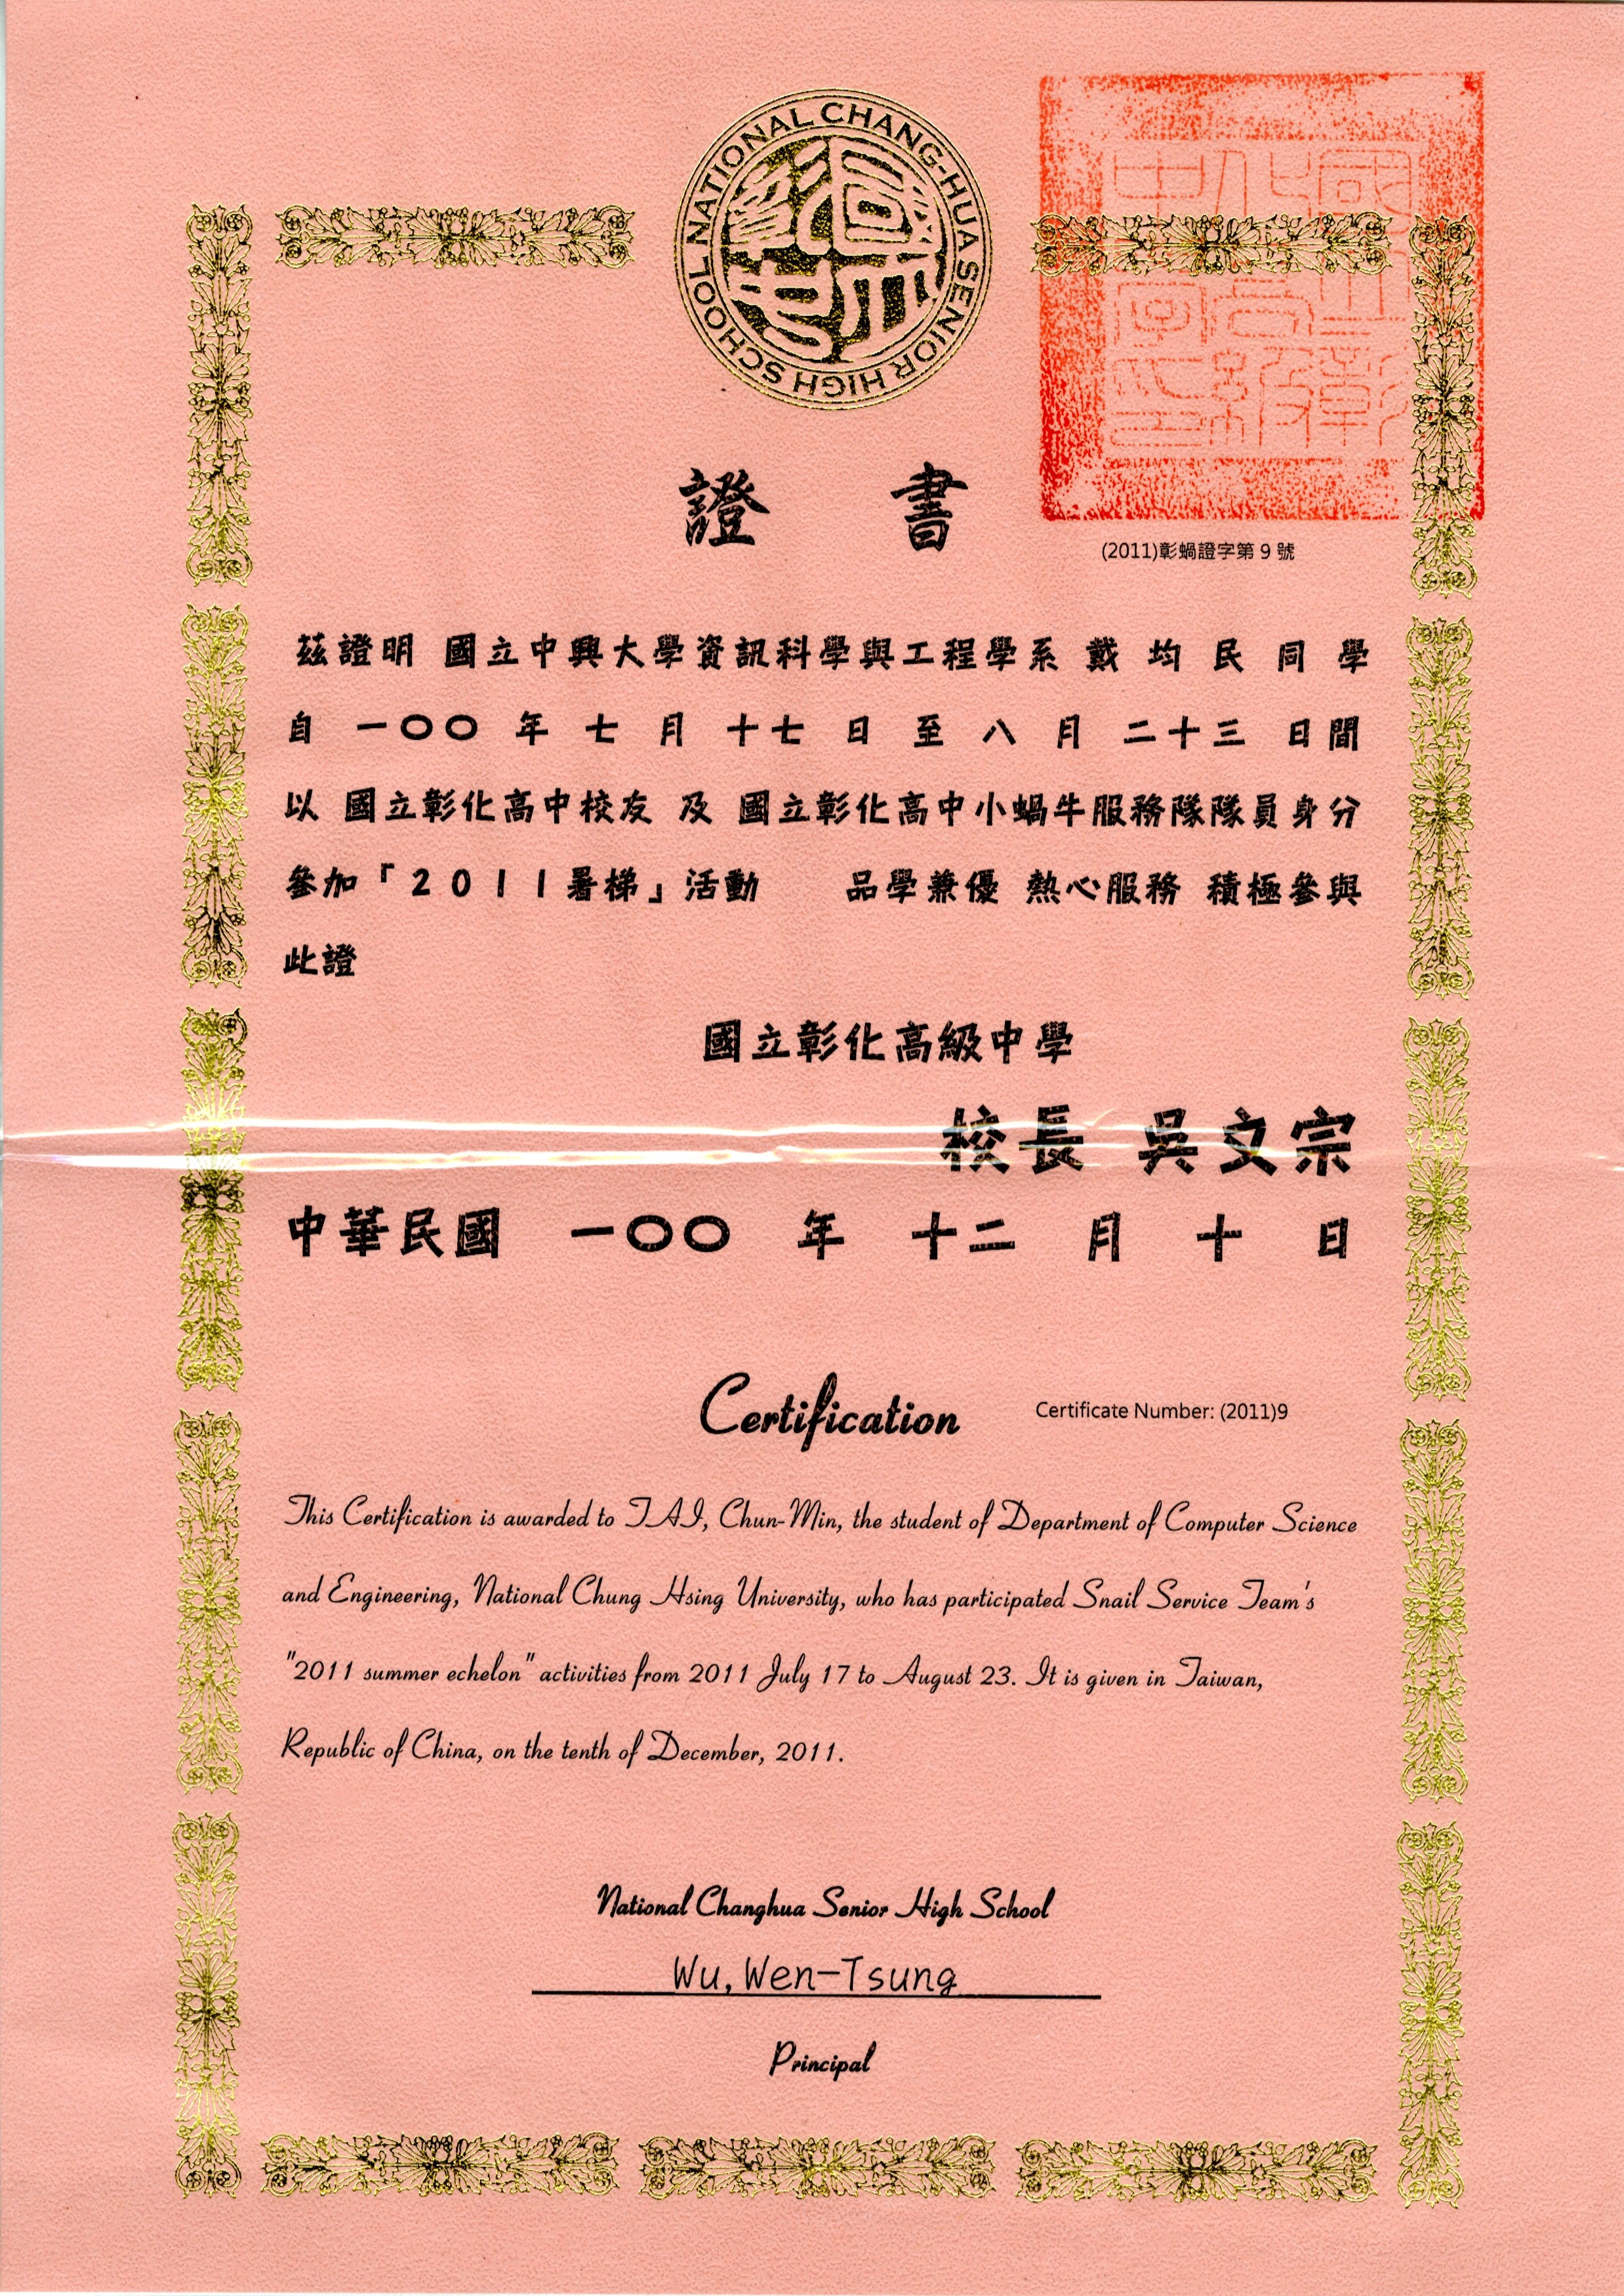 NATIONAL CHANG-HUA SENIOR HIGH SCHOOL
證 書
(2011)彰蝸證字第 9 號
茲證明 國立中興大學資訊科學與工程學系 戴 均 民 同 學
自 一〇〇 年 七 月 十七 日 至 八 月 二十三 日間
以 國立彰化高中校友 及 國立彰化高中小蝸牛服務隊隊員身分
參加「2011暑梯」活動 品學兼優 熱心服務 積極參與
此證
國立彰化高級中學
校長 吳文宗
中華民國 一〇〇 年 十二 月 十 日
Certification
Certificate Number: (2011)9
This Certification is awarded to TAI, Chun-Min, the student of Department of Computer Science
and Engineering, National Chung Hsing University, who has participated Snail Service Team's
"2011 summer echelon" activities from 2011 July 17 to August 23. It is given in Taiwan,
Republic of China, on the tenth of December, 2011.
National Changhua Senior High School
Wu, Wen-Tsung
Principal